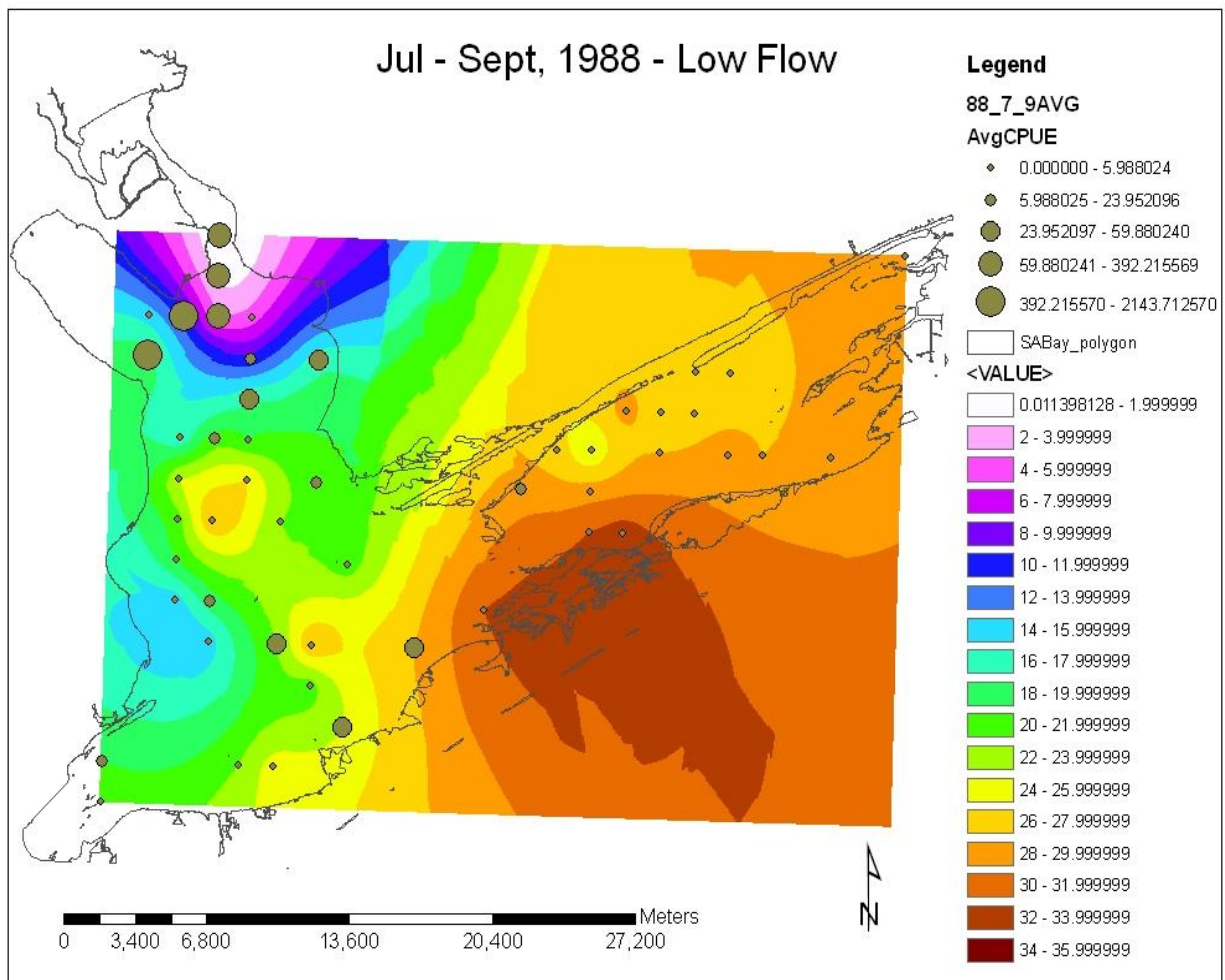 Jul - Sept, 1988 - Low Flow
Legend
88_7_9AVG
AvgCPUE
0.000000 - 5.988024
5.988025 - 23.952096
23.952097 - 59.880240
59.880241 - 392.215569
392.215570 - 2143.712570
SABay_polygon
<VALUE>
0.011398128 - 1.999999
2 - 3.999999
4 - 5.999999
6 - 7.999999
8 - 9.999999
10 - 11.999999
12 - 13.999999
14 - 15.999999
16 - 17.999999
18 - 19.999999
20 - 21.999999
22 - 23.999999
24 - 25.999999
26 - 27.999999
28 - 29.999999
30 - 31.999999
32 - 33.999999
34 - 35.999999
N
Meters
0 3,400 6,800 13,600 20,400 27,200